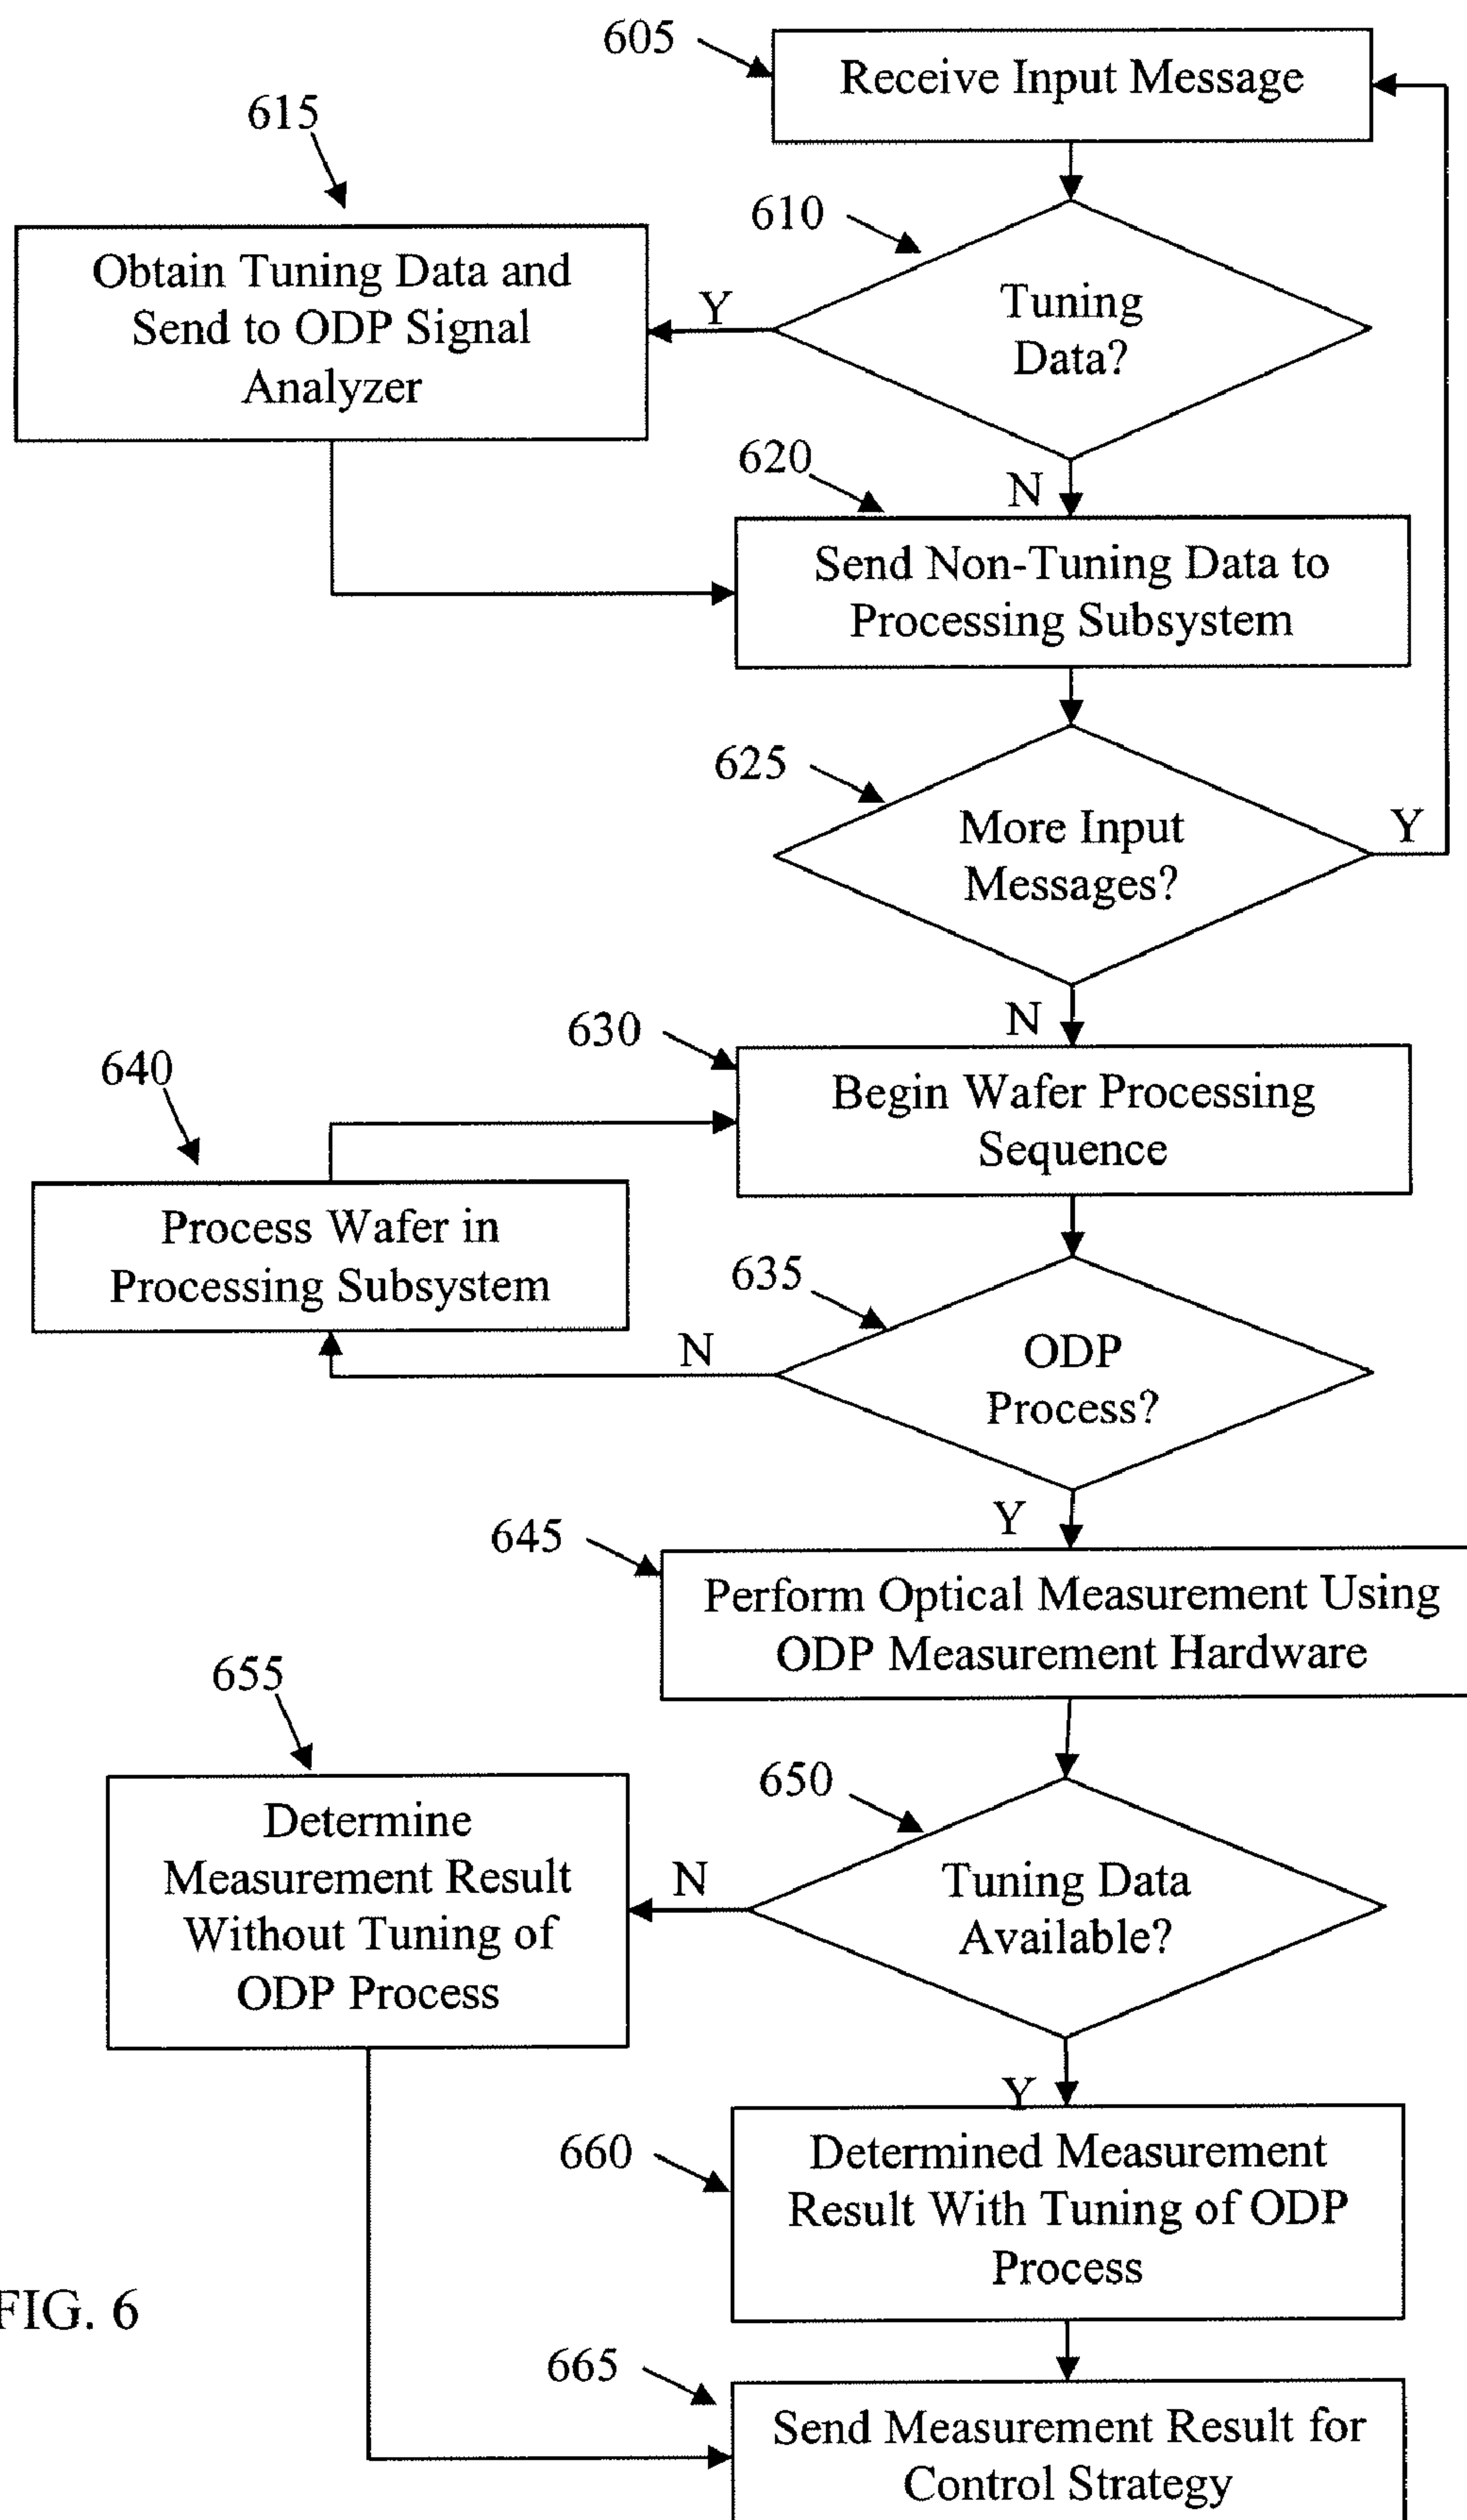 605
Receive Input Message
615
610
Obtain Tuning Data and
Send to ODP Signal
Analyzer
Y
Tuning
Data?
620
N
Send Non-Tuning Data to
Processing Subsystem
625
More Input
Messages?
Y
N
630
640
Begin Wafer Processing
Sequence
Process Wafer in
Processing Subsystem
635
N
ODP
Process?
Y
645
Perform Optical Measurement Using
ODP Measurement Hardware
655
650
Determine
Measurement Result
Without Tuning of
ODP Process
N
Tuning Data
Available?
Y
660
Determined Measurement
Result With Tuning of ODP
Process
FIG. 6
665
Send Measurement Result for
Control Strategy